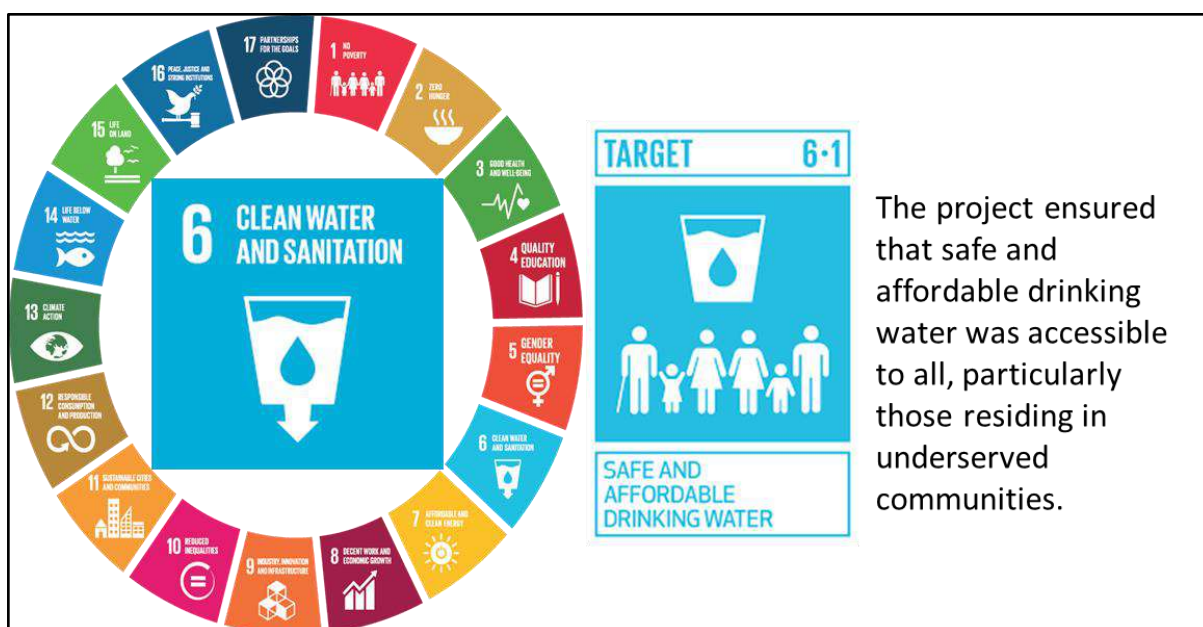 17 PARTNERSHIPS
FOR THE GOALS
1 NO
POVERTY
2 ZERO
HUNGER
3 GOOD HEALTH
AND WELL-BEING
4 QUALITY
EDUCATION
5 GENDER
EQUALITY
6 CLEAN WATER
AND SANITATION
7 AFFORDABLE AND
CLEAN ENERGY
8 DECENT WORK AND
ECONOMIC GROWTH
9 INDUSTRY, INNOVATION
AND INFRASTRUCTURE
10 REDUCED
INEQUALITIES
11 SUSTAINABLE CITIES
AND COMMUNITIES
12 RESPONSIBLE
CONSUMPTION
AND PRODUCTION
13 CLIMATE
ACTION
14 LIFE BELOW
WATER
15 LIFE
ON LAND
16 PEACE, JUSTICE AND
STRONG INSTITUTIONS
6 CLEAN WATER
AND SANITATION
TARGET 6·1
SAFE AND
AFFORDABLE
DRINKING WATER
The project ensured
that safe and
affordable drinking
water was accessible
to all, particularly
those residing in
underserved
communities.